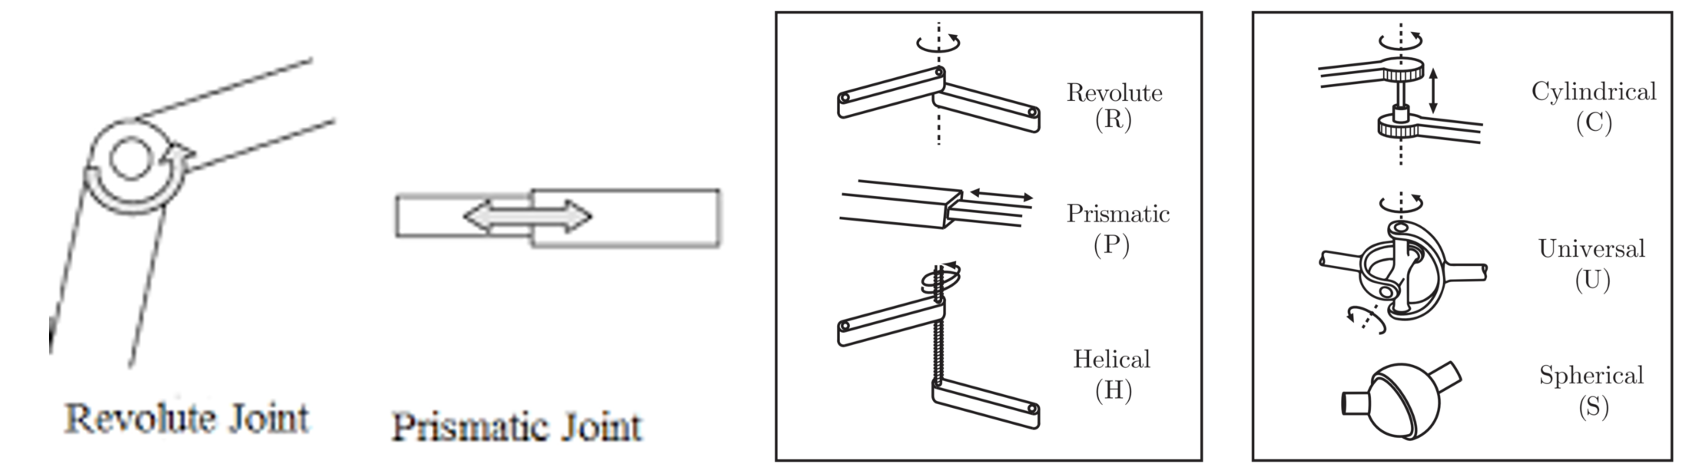 Revolute Joint
Prismatic Joint
Revolute
(R)
Prismatic
(P)
Helical
(H)
Cylindrical
(C)
Universal
(U)
Spherical
(S)